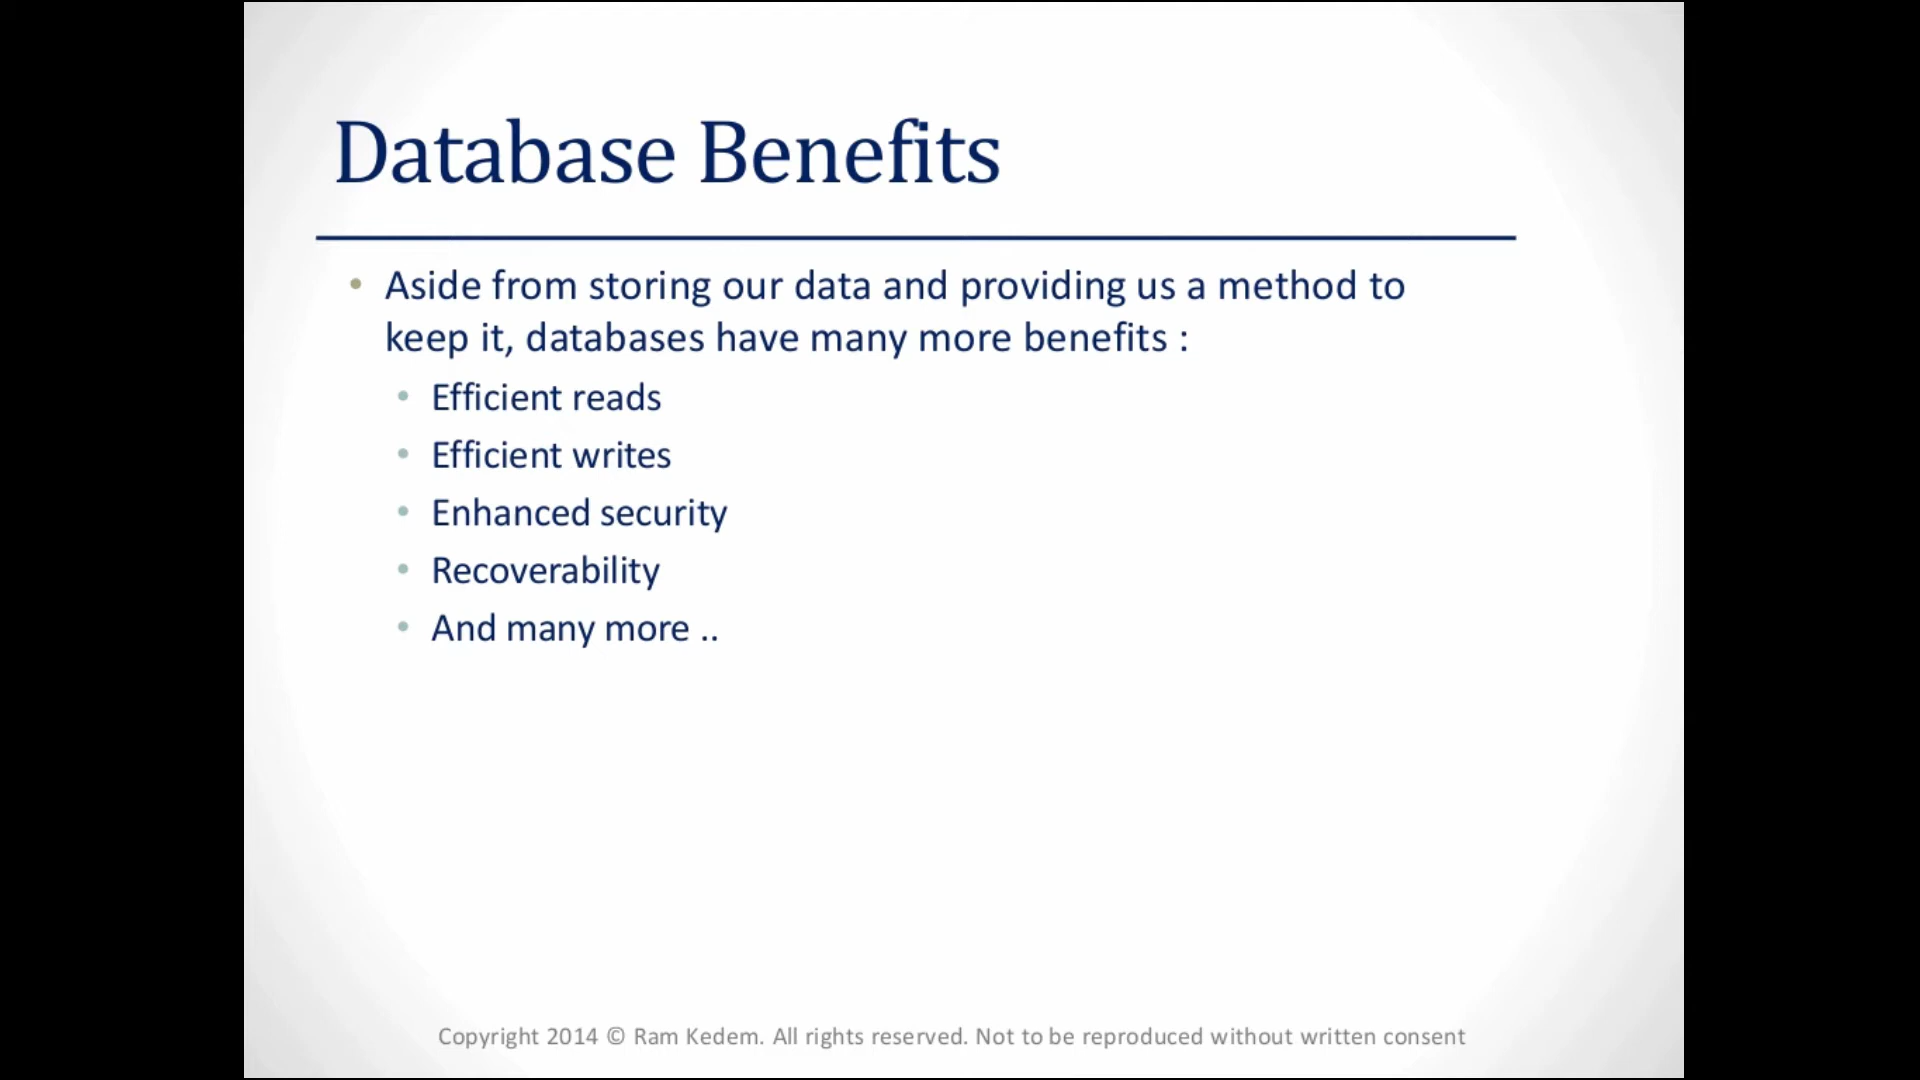 Database Benefits
• Aside from storing our data and providing us a method to
keep it, databases have many more benefits :
• Efficient reads
• Efficient writes
• Enhanced security
• Recoverability
• And many more ..
Copyright 2014 © Ram Kedem. All rights reserved. Not to be reproduced without written consent